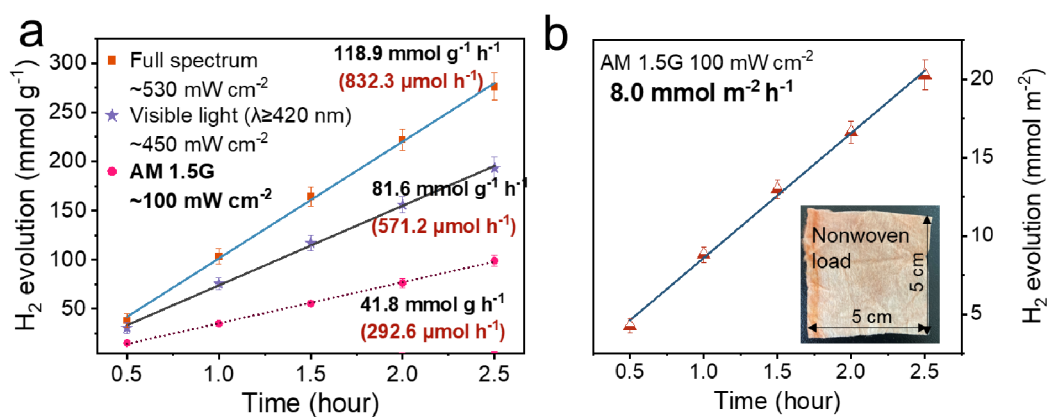 a
H₂ evolution (mmol g⁻¹)
300
250
200
150
100
50
Full spectrum
~530 mW cm⁻²
Visible light (λ≥420 nm)
~450 mW cm⁻²
AM 1.5G
~100 mW cm⁻²
118.9 mmol g⁻¹ h⁻¹
(832.3 µmol h⁻¹)
81.6 mmol g⁻¹ h⁻¹
(571.2 µmol h⁻¹)
41.8 mmol g h⁻¹
(292.6 µmol h⁻¹)
0.5 1.0 1.5 2.0 2.5
Time (hour)
b
AM 1.5G 100 mW cm⁻²
8.0 mmol m⁻² h⁻¹
Nonwoven
load
5 cm
5 cm
20
15
10
5
H₂ evolution (mmol m⁻²)
0.5 1.0 1.5 2.0 2.5
Time (hour)